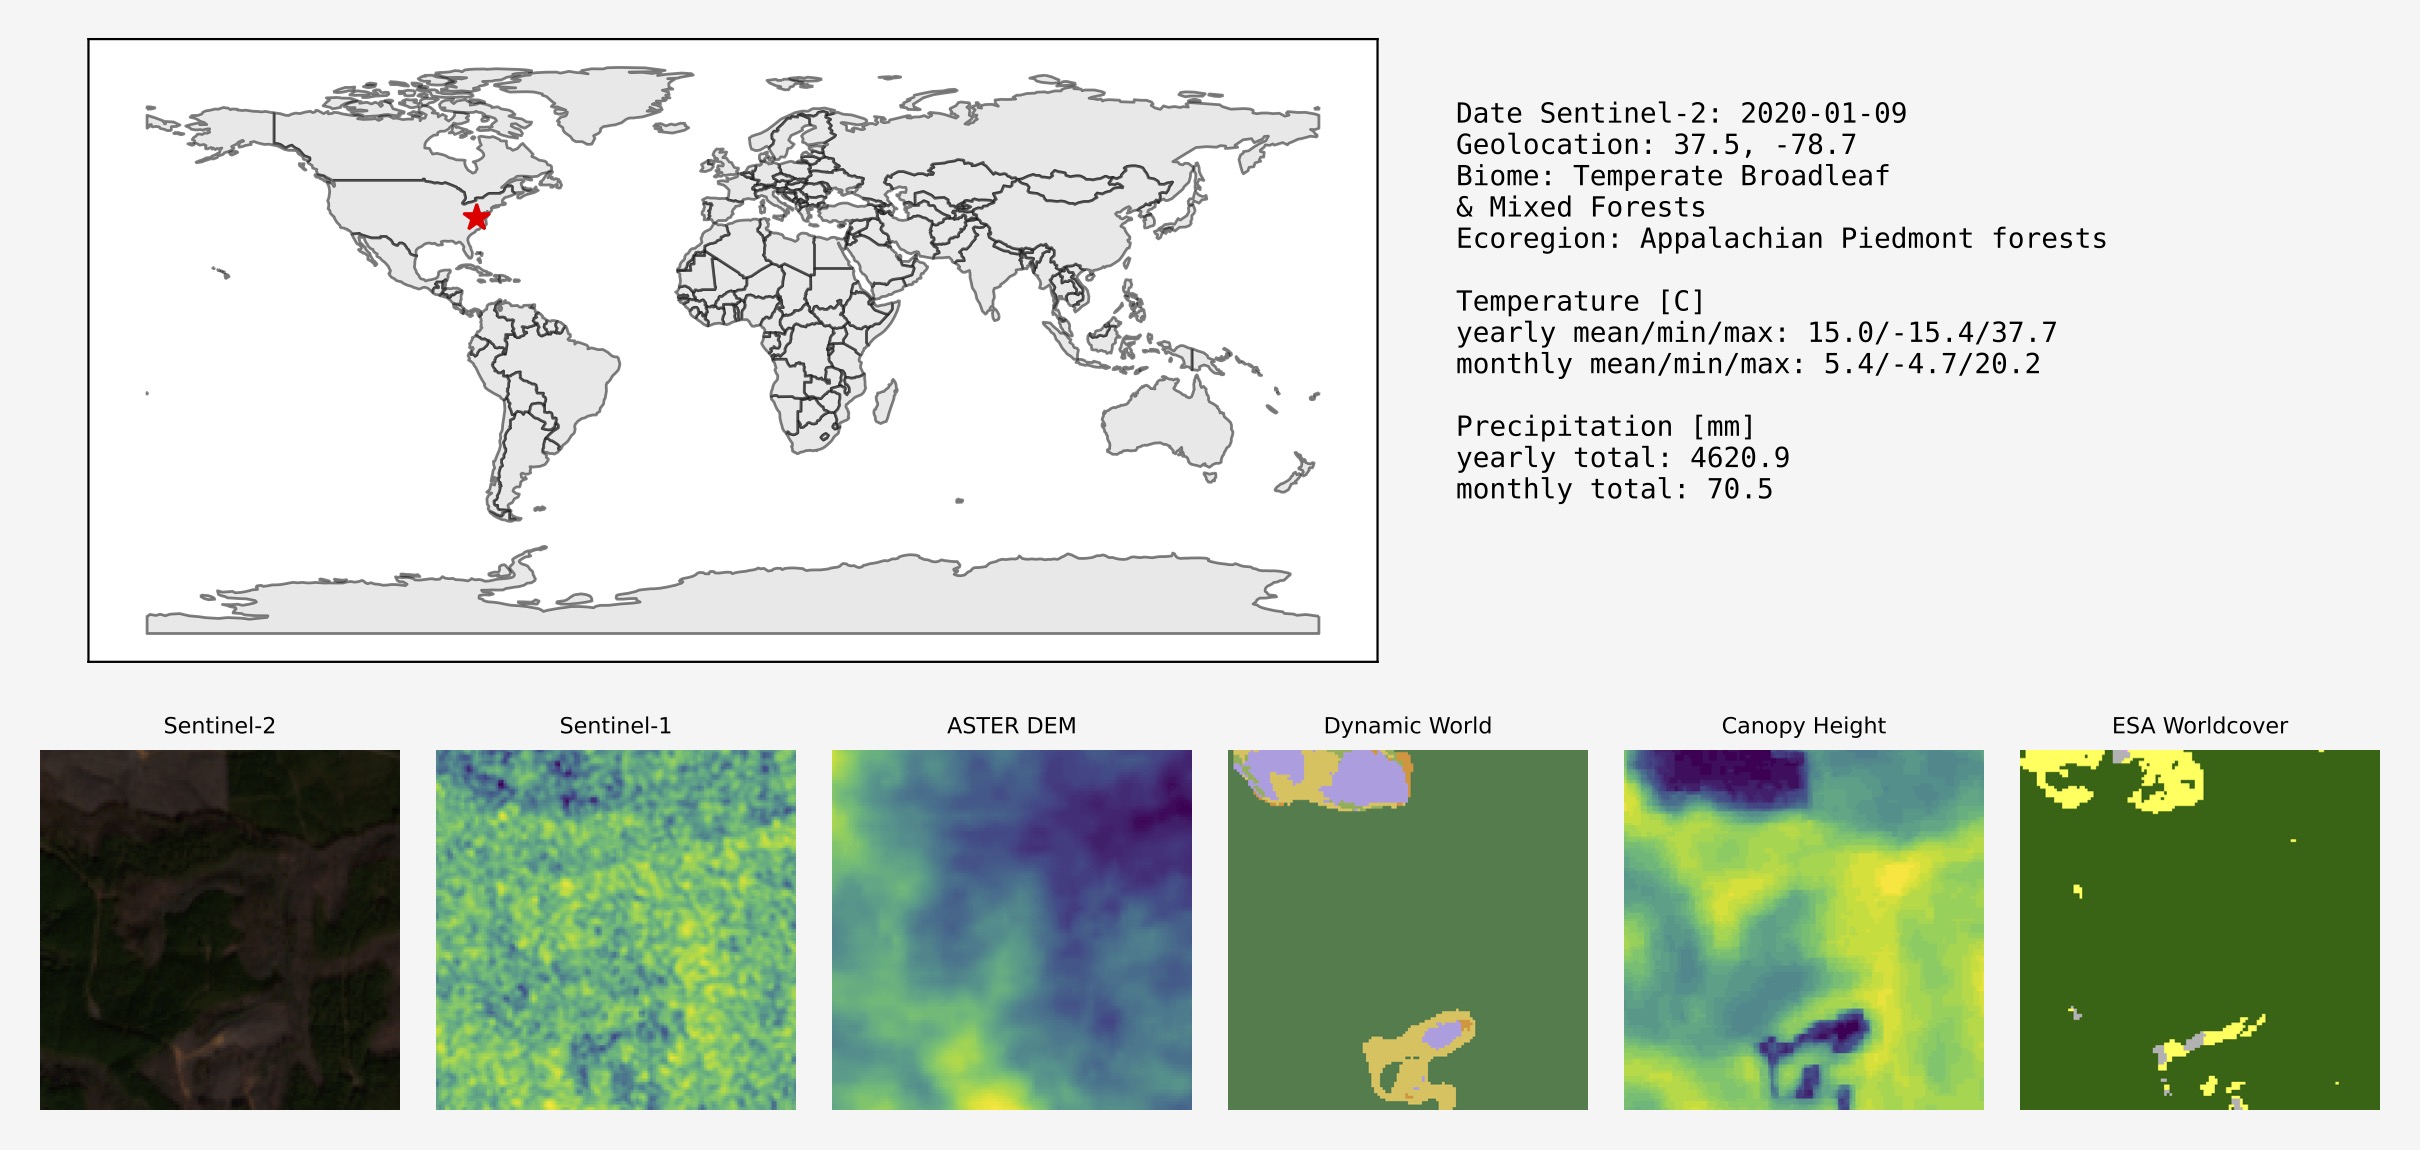 Date Sentinel-2: 2020-01-09
Geolocation: 37.5, -78.7
Biome: Temperate Broadleaf
& Mixed Forests
Ecoregion: Appalachian Piedmont forests
Temperature [C]
yearly mean/min/max: 15.0/-15.4/37.7
monthly mean/min/max: 5.4/-4.7/20.2
Precipitation [mm]
yearly total: 4620.9
monthly total: 70.5
Sentinel-2
Sentinel-1
ASTER DEM
Dynamic World
Canopy Height
ESA Worldcover